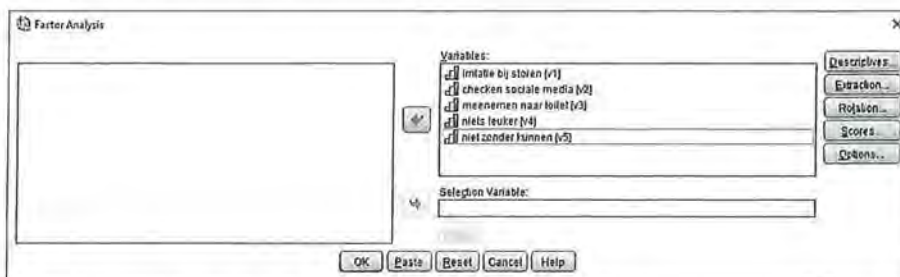 Factor Analysis
Variables:
irritatie bij storen [v1]
checken sociale media [v2]
meenemen naar toilet [v3]
niets leuker [v4]
niet zonder kunnen [v5]
Descriptives...
Extraction...
Rotation...
Scores...
Options...
Selection Variable:
OK Paste Reset Cancel Help